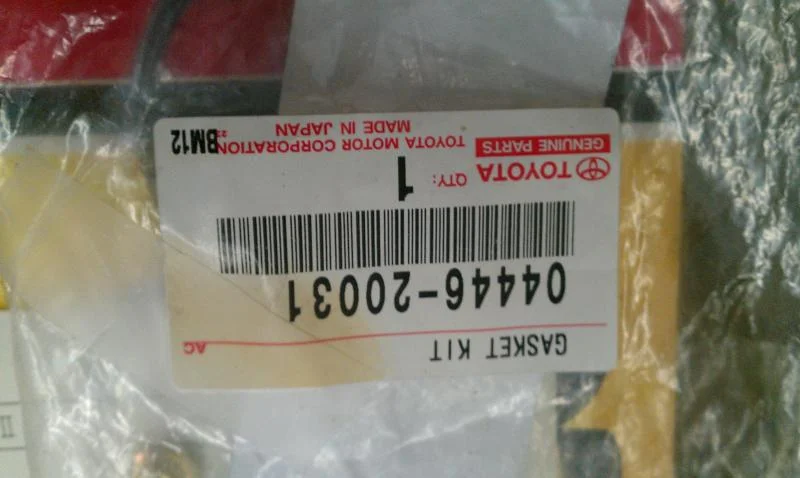 GASKET KIT
AC
04446-20031
TOYOTA QTY: 1
GENUINE PARTS
TOYOTA MOTOR CORPORATION
MADE IN JAPAN
BM12